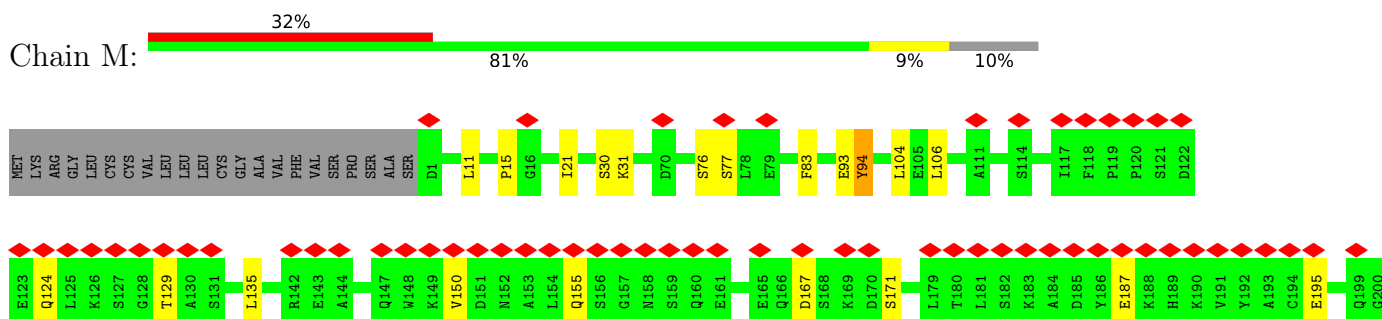 32%
Chain M:
81% 9% 10%
MET LYS ARG GLY LEU CYS CYS VAL LEU LEU LEU CYS GLY ALA VAL PHE VAL SER PRO SER ALA SER D1 L11 P15 G16 I21 S30 K31 D70 S76 S77 L78 E79 F83 E93 Y94 L104 E105 L106 A111 S114 I117 F118 P119 P120 S121 D122
E123 Q124 L125 K126 S127 G128 T129 A130 S131 L135 R142 E143 A144 Q147 W148 K149 V150 D151 N152 A153 L154 Q155 S156 G157 N158 S159 Q160 E161 E165 Q166 D167 S168 K169 D170 S171 L179 T180 L181 S182 K183 A184 D185 Y186 E187 K188 H189 K190 V191 Y192 A193 C194 E195 Q199 G200